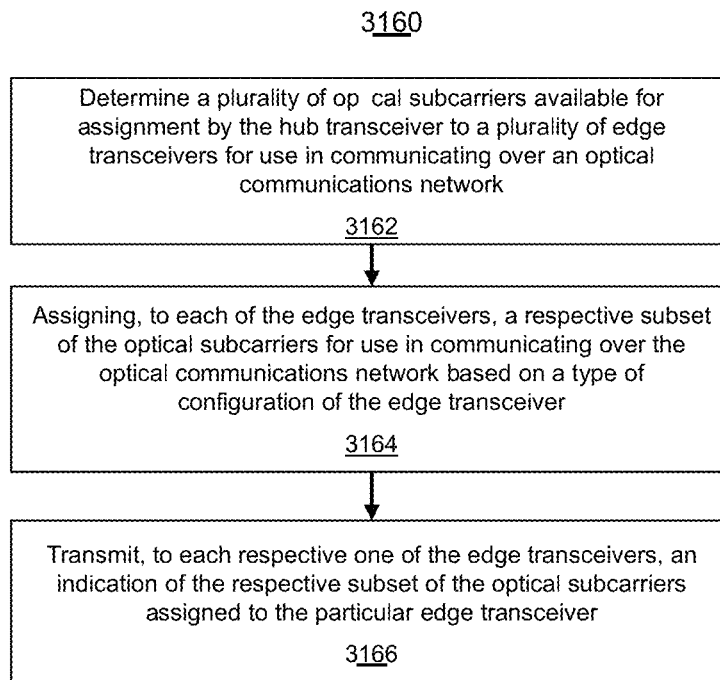 3160
Determine a plurality of op cal subcarriers available for
assignment by the hub transceiver to a plurality of edge
transceivers for use in communicating over an optical
communications network
3162
Assigning, to each of the edge transceivers, a respective subset
of the optical subcarriers for use in communicating over the
optical communications network based on a type of
configuration of the edge transceiver
3164
Transmit, to each respective one of the edge transceivers, an
indication of the respective subset of the optical subcarriers
assigned to the particular edge transceiver
3166